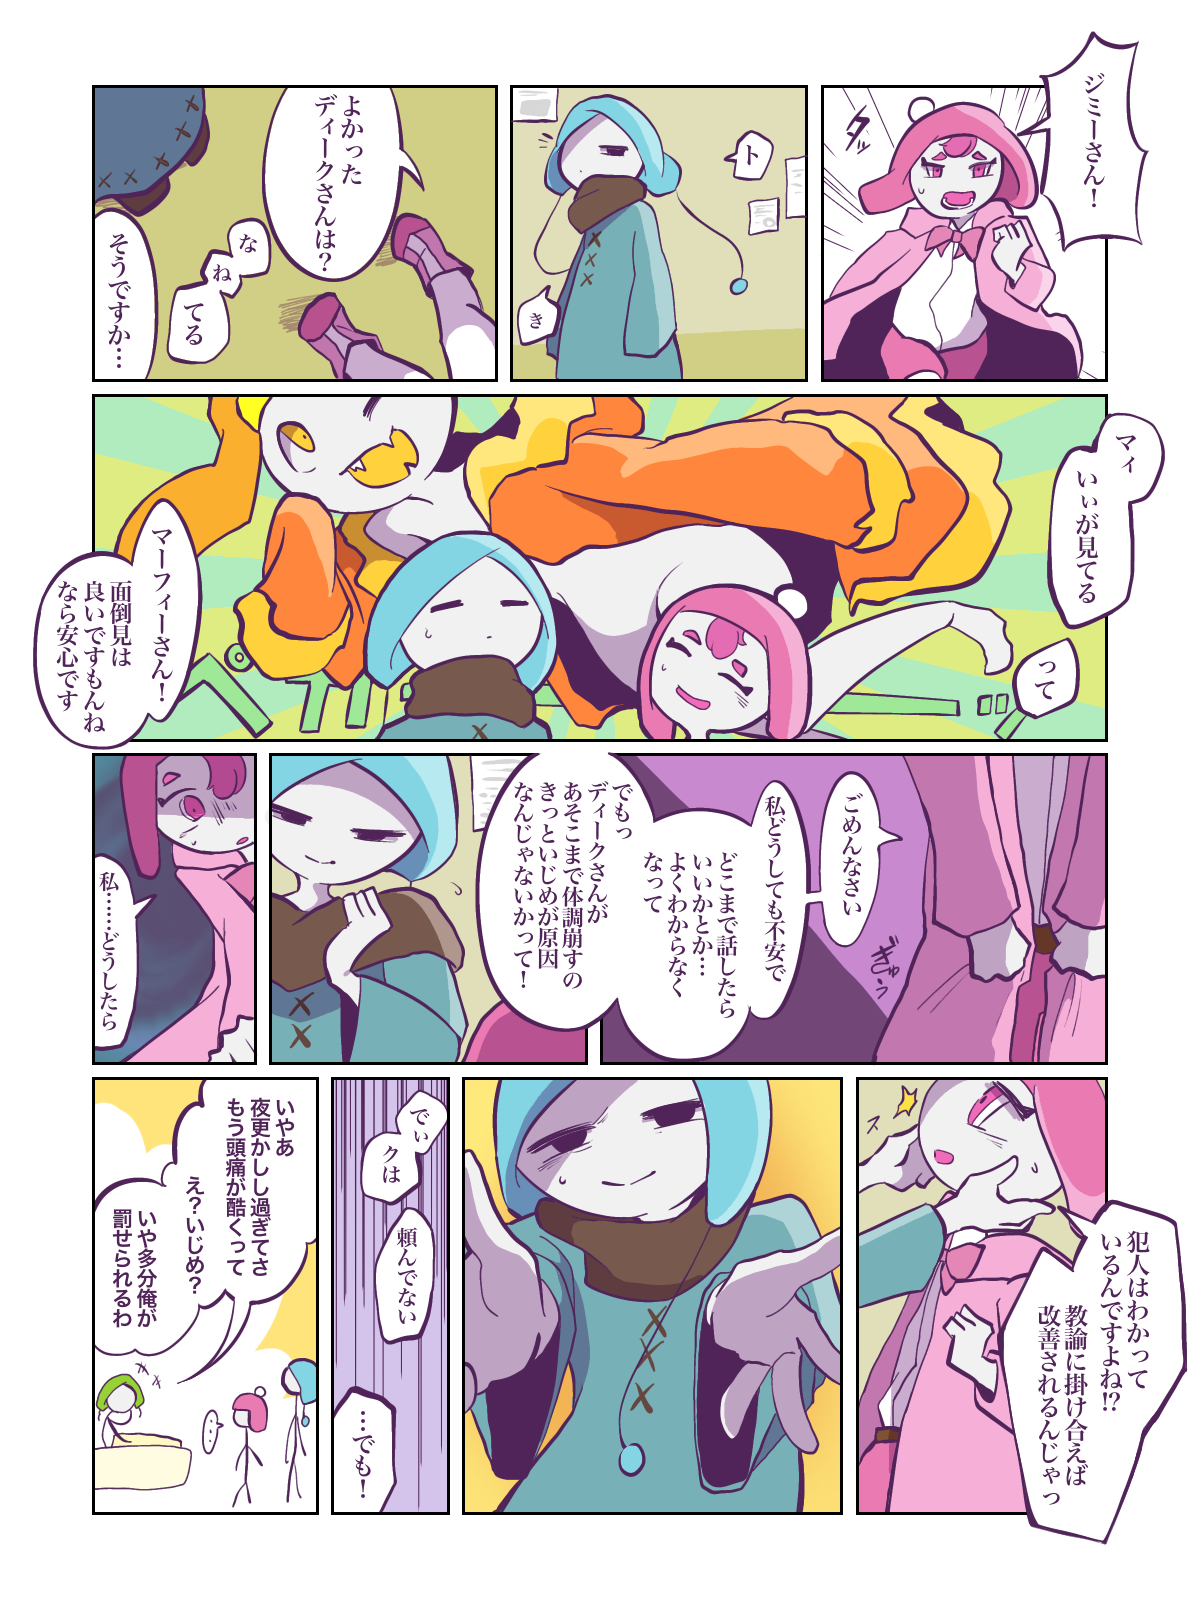 ジミーさん！
タッ
ト
き
よかった
ディークさんは？
な
ね
てる
そうですか…
マィ
いぃが見てる
って
マーフィーさん！
面倒見は
良いですもんね
なら安心です
ごめんなさい
ぎゅぅ
私どうしても不安で
どこまで話したら
いいかとか…
よくわからなく
なって
でもっ
ディークさんが
あそこまで体調崩すの
きっといじめが原因
なんじゃないかって！
私……どうしたら
犯人はわかって
いるんですよね!?
教諭に掛け合えば
改善されるんじゃっ
ス
でぃ
クは
頼んでない
…でも！
いやあ
夜更かしし過ぎてさ
もう頭痛が酷くって
え？いじめ？
いや多分俺が
罰せられるわ
…